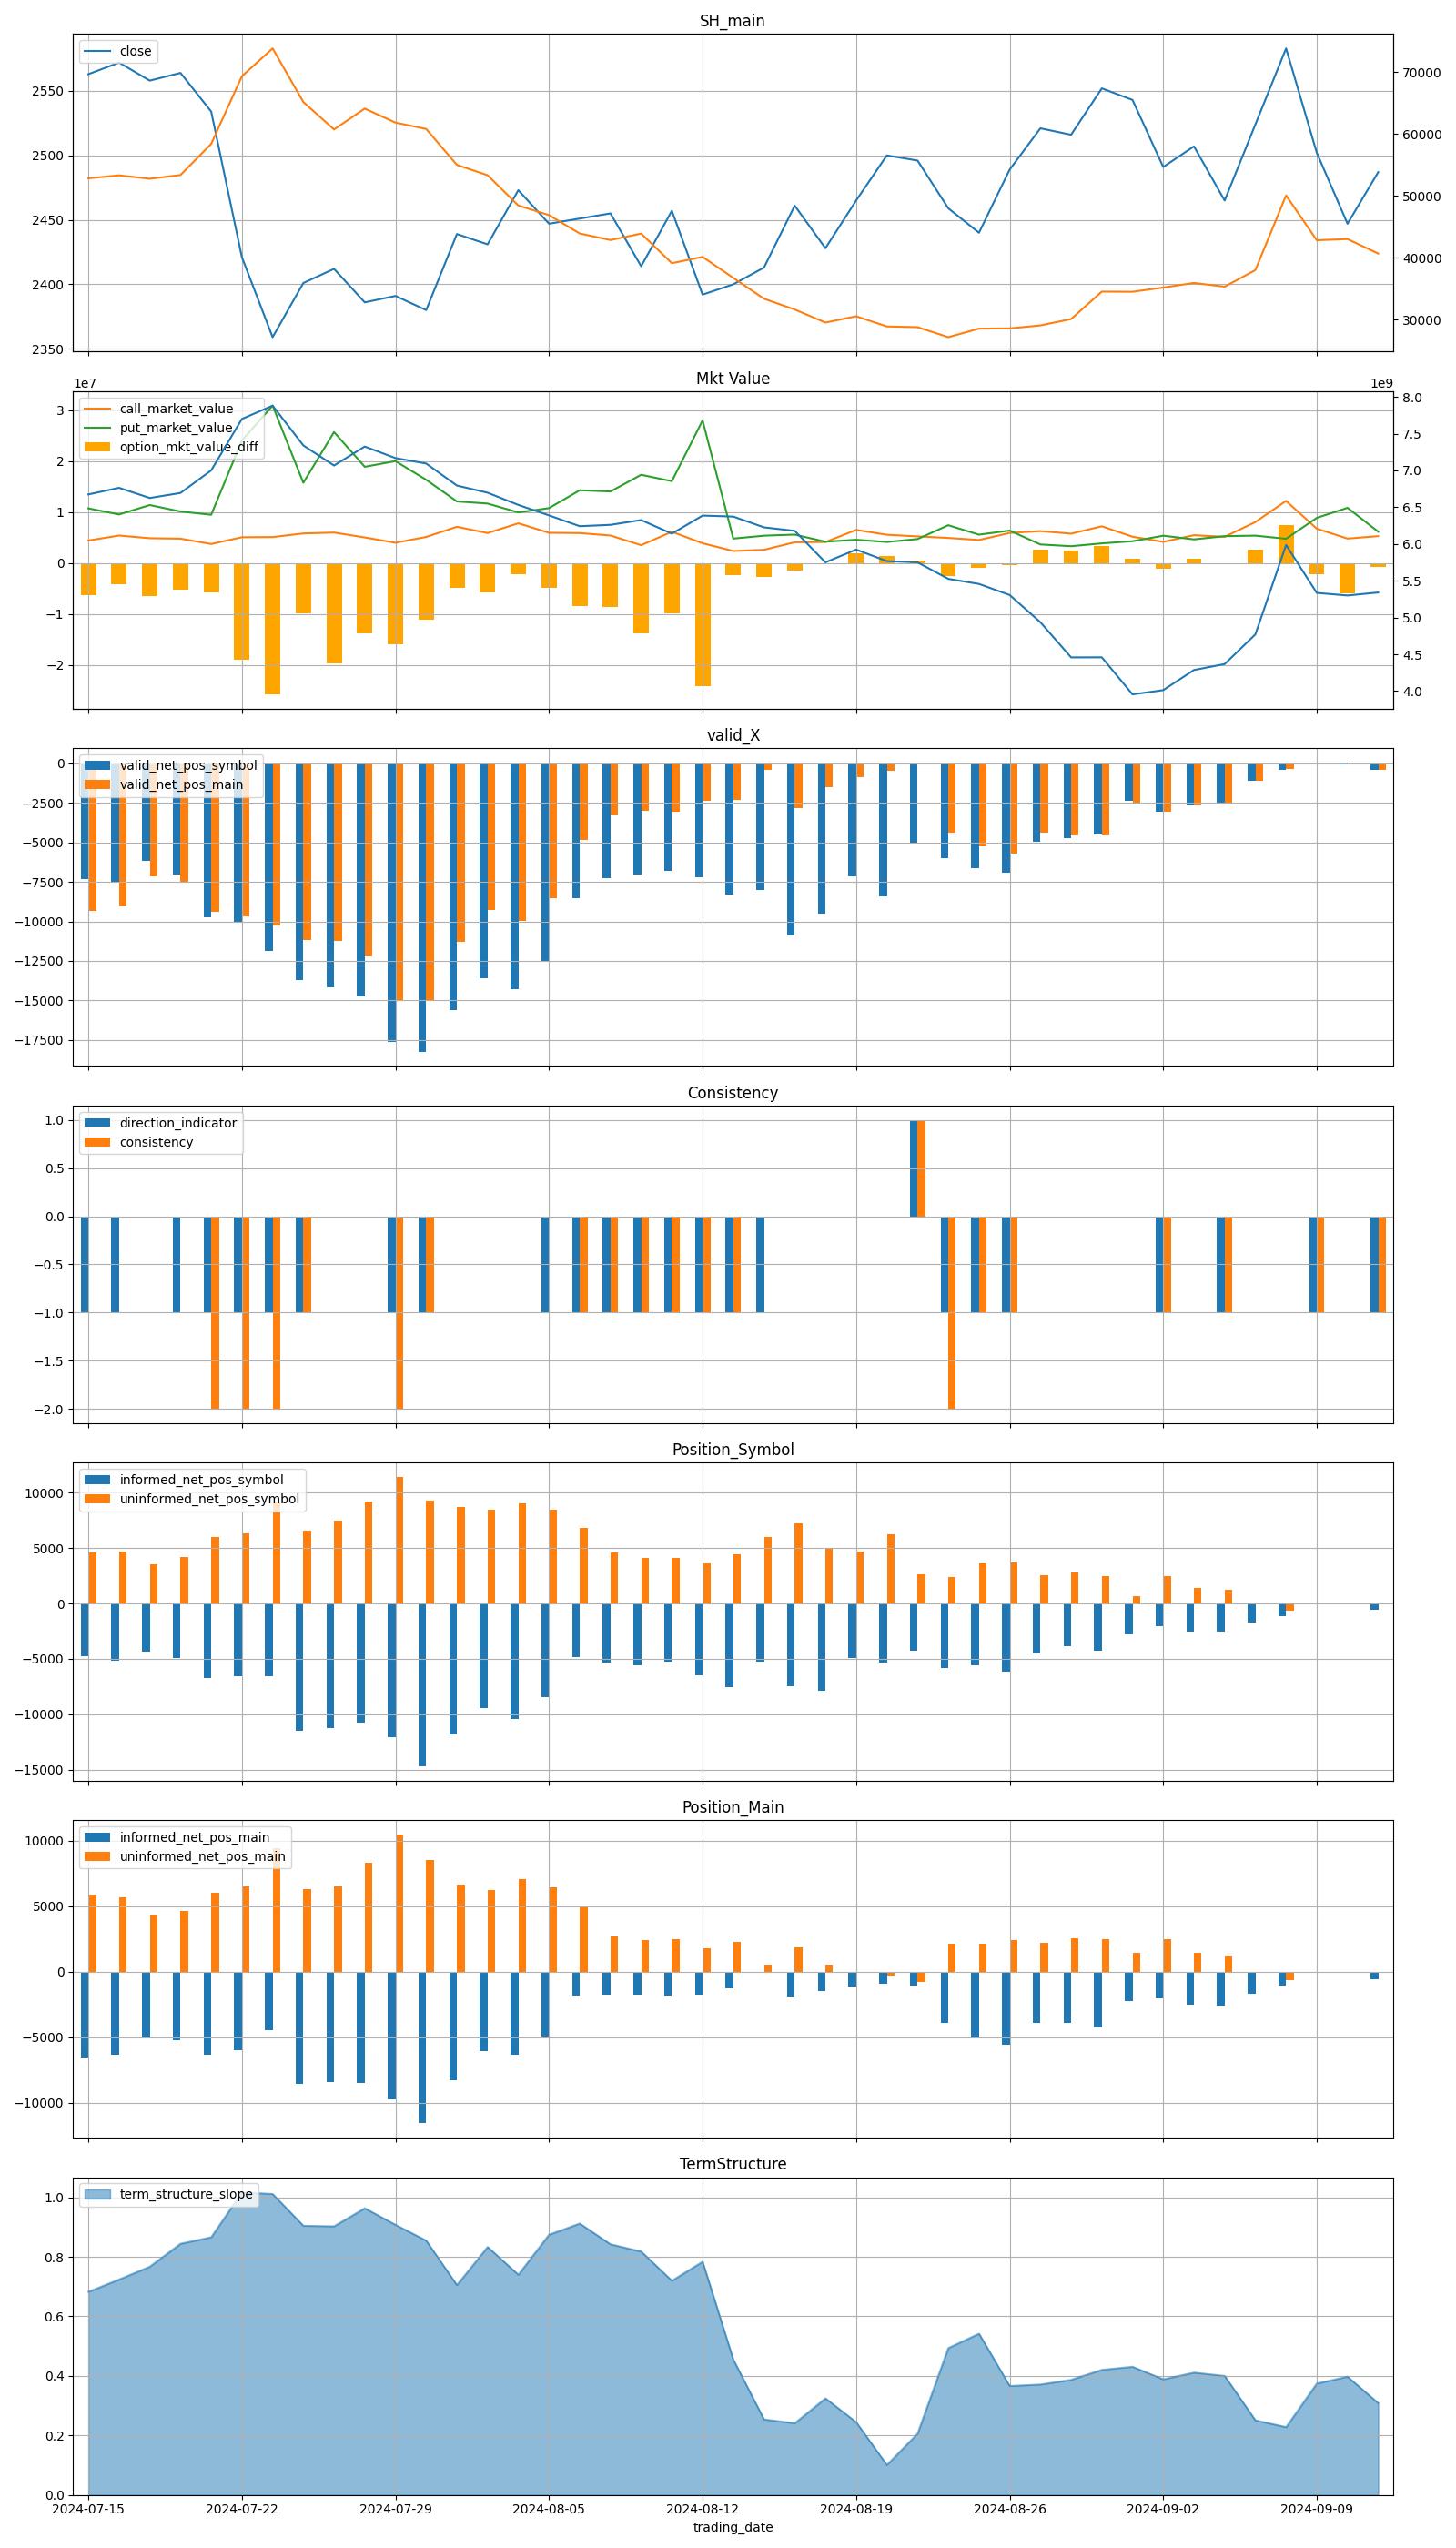 SH_main
close
2550
2500
2450
2400
2350
70000
60000
50000
40000
30000
Mkt Value
1e7
1e9
call_market_value
put_market_value
option_mkt_value_diff
3
2
1
0
−1
−2
8.0
7.5
7.0
6.5
6.0
5.5
5.0
4.5
4.0
valid_X
valid_net_pos_symbol
valid_net_pos_main
0
−2500
−5000
−7500
−10000
−12500
−15000
−17500
Consistency
direction_indicator
consistency
1.0
0.5
0.0
−0.5
−1.0
−1.5
−2.0
Position_Symbol
informed_net_pos_symbol
uninformed_net_pos_symbol
10000
5000
0
−5000
−10000
−15000
Position_Main
informed_net_pos_main
uninformed_net_pos_main
10000
5000
0
−5000
−10000
TermStructure
term_structure_slope
1.0
0.8
0.6
0.4
0.2
0.0
2024-07-15 2024-07-22 2024-07-29 2024-08-05 2024-08-12 2024-08-19 2024-08-26 2024-09-02 2024-09-09
trading_date